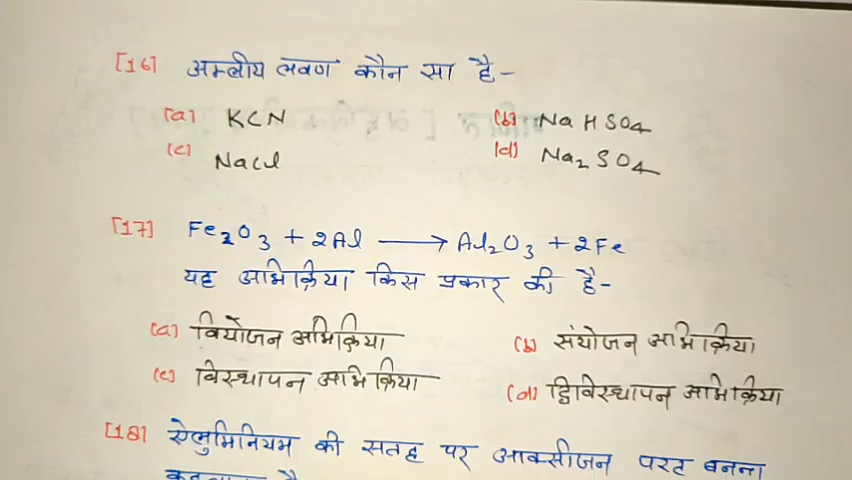 [16] अम्लीय लवण कौन सा है-
(a) KCN (b) NaHSO4
(c) NaCl (d) Na2SO4
[17] Fe2O3 + 2Al ⟶ Al2O3 + 2Fe
यह अभिक्रिया किस प्रकार की है-
(a) वियोजन अभिक्रिया (b) संयोजन अभिक्रिया
(c) विस्थापन अभिक्रिया (d) द्विविस्थापन अभिक्रिया
[18] ऐलुमिनियम की सतह पर आक्सीजन परत बनना